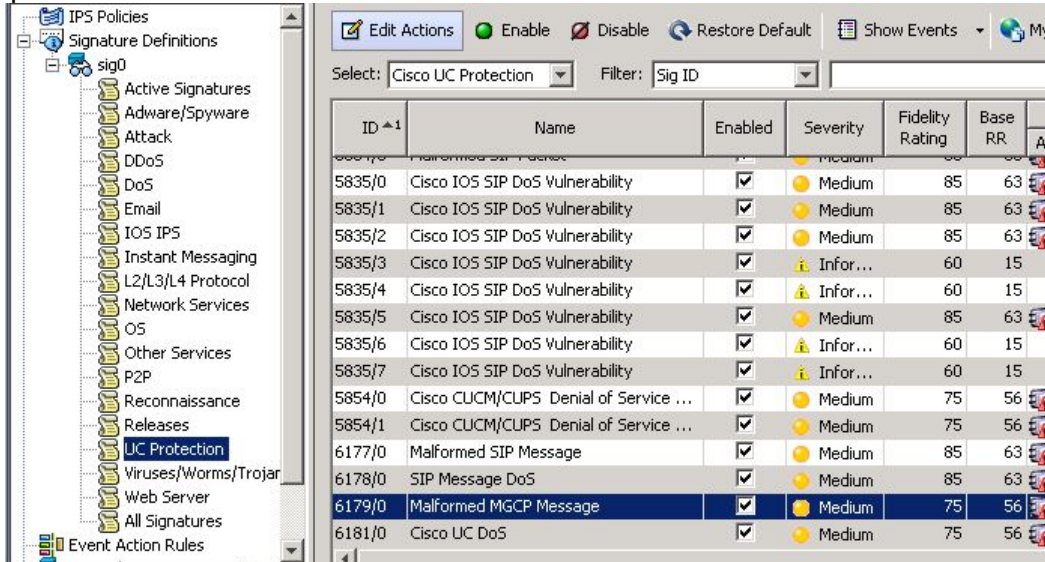 IPS Policies
Signature Definitions
sig0
Active Signatures
Adware/Spyware
Attack
DDoS
DoS
Email
IOS IPS
Instant Messaging
L2/L3/L4 Protocol
Network Services
OS
Other Services
P2P
Reconnaissance
Releases
UC Protection
Viruses/Worms/Trojan
Web Server
All Signatures
Event Action Rules
Edit Actions Enable Disable Restore Default Show Events My
Select: Cisco UC Protection Filter: Sig ID
ID 1 Name Enabled Severity Fidelity Rating Base RR A
5835/0 Cisco IOS SIP DoS Vulnerability Medium 85 63
5835/1 Cisco IOS SIP DoS Vulnerability Medium 85 63
5835/2 Cisco IOS SIP DoS Vulnerability Medium 85 63
5835/3 Cisco IOS SIP DoS Vulnerability Infor... 60 15
5835/4 Cisco IOS SIP DoS Vulnerability Infor... 60 15
5835/5 Cisco IOS SIP DoS Vulnerability Medium 85 63
5835/6 Cisco IOS SIP DoS Vulnerability Infor... 60 15
5835/7 Cisco IOS SIP DoS Vulnerability Infor... 60 15
5854/0 Cisco CUCM/CUPS Denial of Service ... Medium 75 56
5854/1 Cisco CUCM/CUPS Denial of Service ... Medium 75 56
6177/0 Malformed SIP Message Medium 85 63
6178/0 SIP Message DoS Medium 85 63
6179/0 Malformed MGCP Message Medium 75 56
6181/0 Cisco UC DoS Medium 75 56